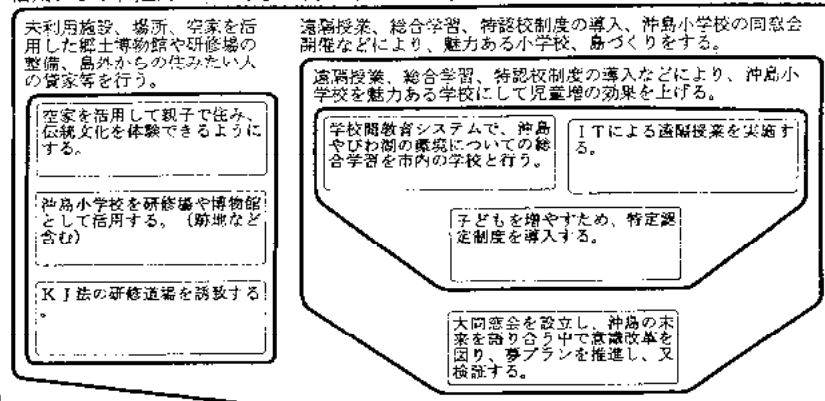 未利用施設、場所、空家を活
用した郷土博物館や研修場の
整備、島外からの住みたい人
の貸家等を行う。
空家を活用して親子で住み、
伝統文化を体験できるように
する。
沖島小学校を研修場や博物館
として活用する。（跡地など
含む）
ＫＪ法の研修道場を誘致する
。
遠隔授業、総合学習、特認校制度の導入、沖島小学校の同窓会
開催などにより、魅力ある小学校、島づくりをする。
遠隔授業、総合学習、特認校制度の導入などにより、沖島小
学校を魅力ある学校にして児童増の効果を上げる。
学校間教育システムで、沖島
やびわ湖の環境についての総
合学習を市内の学校と行う。
ＩＴによる遠隔授業を実施す
る。
子どもを増やすため、特定認
定制度を導入する。
大同窓会を設立し、沖島の未
来を語り合う中で意識改革を
図り、夢プランを推進し、又
検証する。